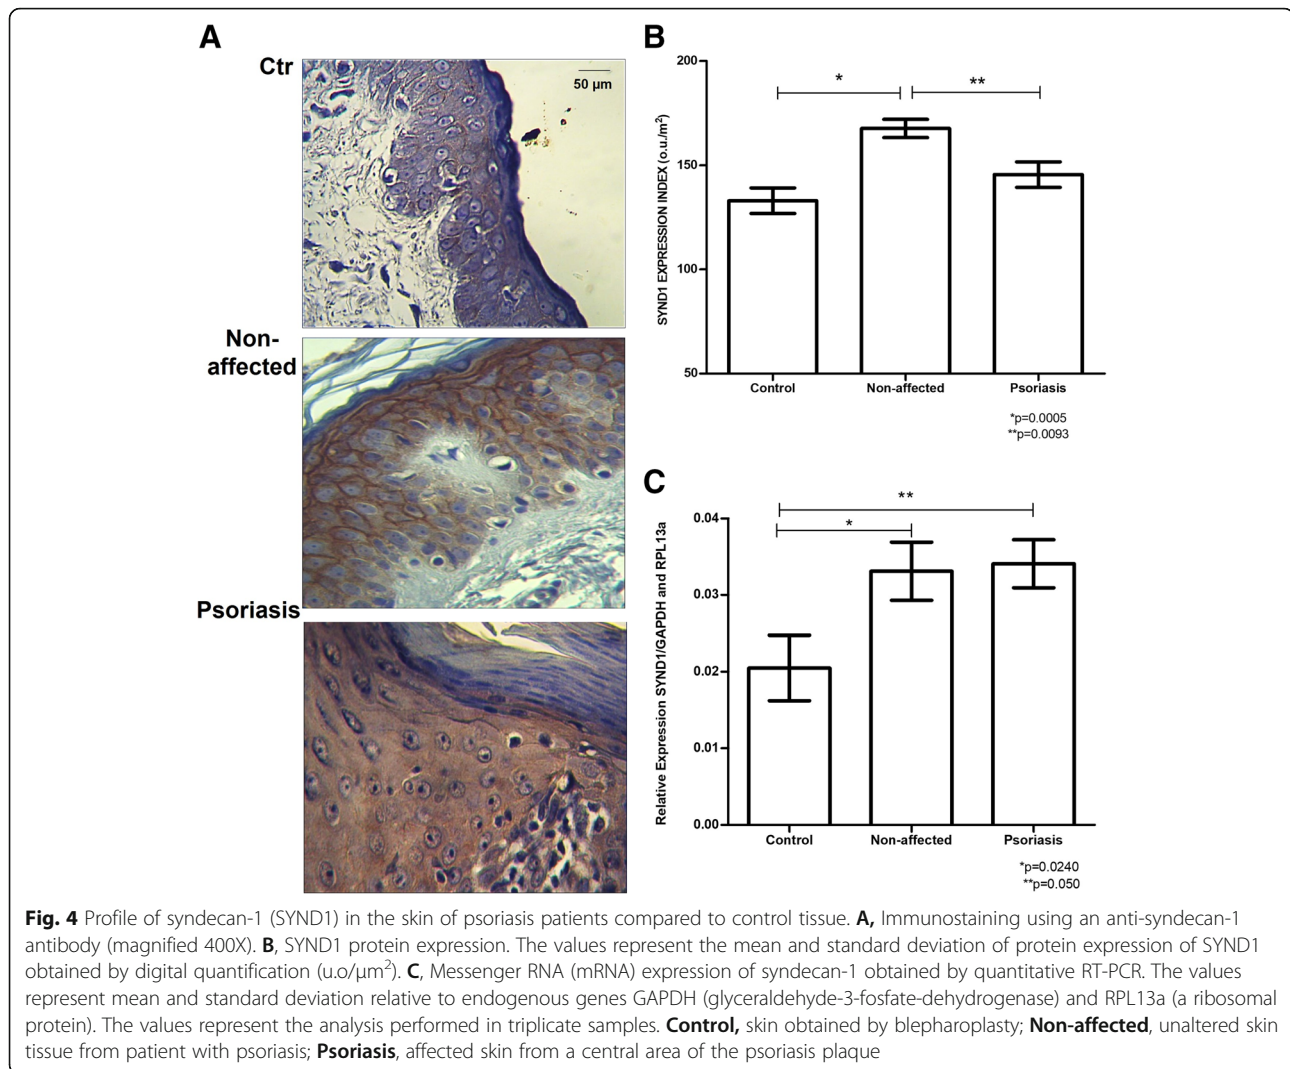 A
Ctr
50 µm
Non-
affected
Psoriasis
B
SYND1 EXPRESSION INDEX (o.u./m²)
200
150
100
50
*
**
Control
Non-affected
Psoriasis
*p=0.0005
**p=0.0093
C
Relative Expression SYND1/GAPDH and RPL13a
0.04
0.03
0.02
0.01
0.00
**
*
Control
Non-affected
Psoriasis
*p=0.0240
**p=0.050
Fig. 4 Profile of syndecan-1 (SYND1) in the skin of psoriasis patients compared to control tissue. A, Immunostaining using an anti-syndecan-1
antibody (magnified 400X). B, SYND1 protein expression. The values represent the mean and standard deviation of protein expression of SYND1
obtained by digital quantification (u.o/µm²). C, Messenger RNA (mRNA) expression of syndecan-1 obtained by quantitative RT-PCR. The values
represent mean and standard deviation relative to endogenous genes GAPDH (glyceraldehyde-3-fosfate-dehydrogenase) and RPL13a (a ribosomal
protein). The values represent the analysis performed in triplicate samples. Control, skin obtained by blepharoplasty; Non-affected, unaltered skin
tissue from patient with psoriasis; Psoriasis, affected skin from a central area of the psoriasis plaque